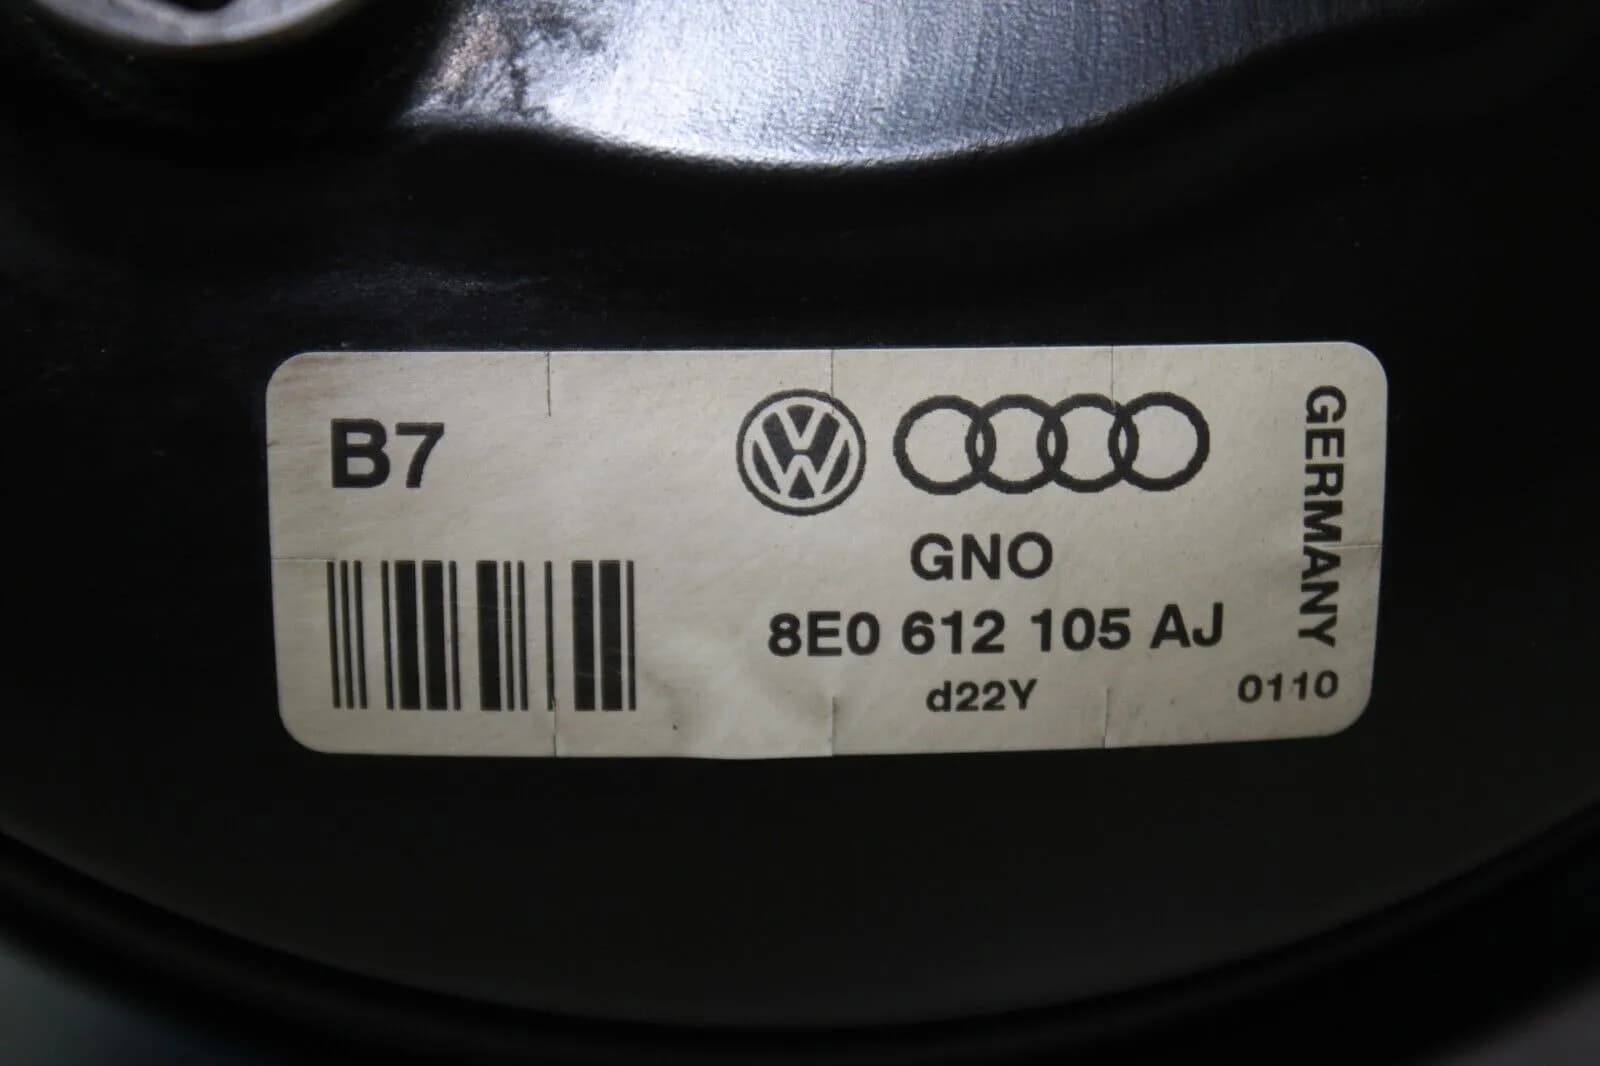 B7
GNO
8E0 612 105 AJ
d22Y
0110
GERMANY